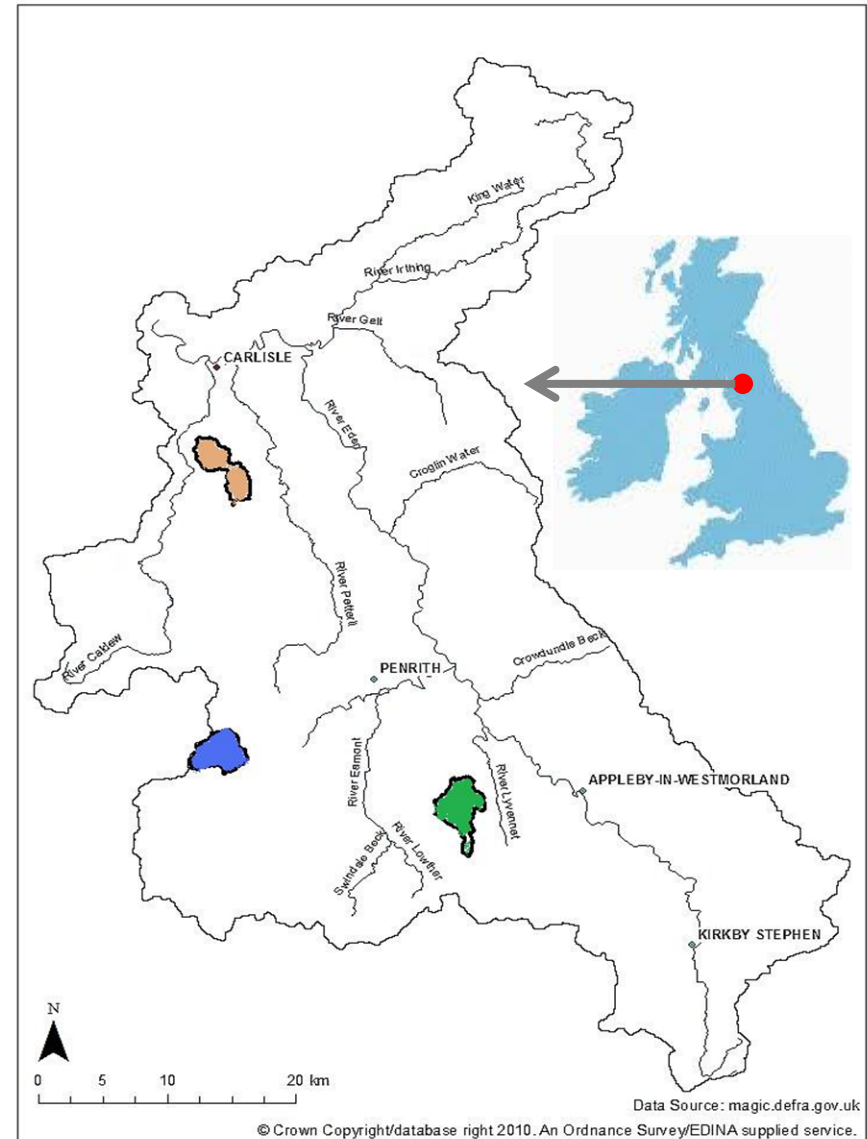 King Water
River Irthing
River Gelt
CARLISLE
River Eden
Croglin Water
River Petteril
River Caldew
Crowdundle Beck
PENRITH
River Eamont
River Lyvennet
APPLEBY-IN-WESTMORLAND
Swindale Beck
River Lowther
KIRKBY STEPHEN
N
0 5 10 20 km
Data Source: magic.defra.gov.uk
© Crown Copyright/database right 2010. An Ordnance Survey/EDINA supplied service.